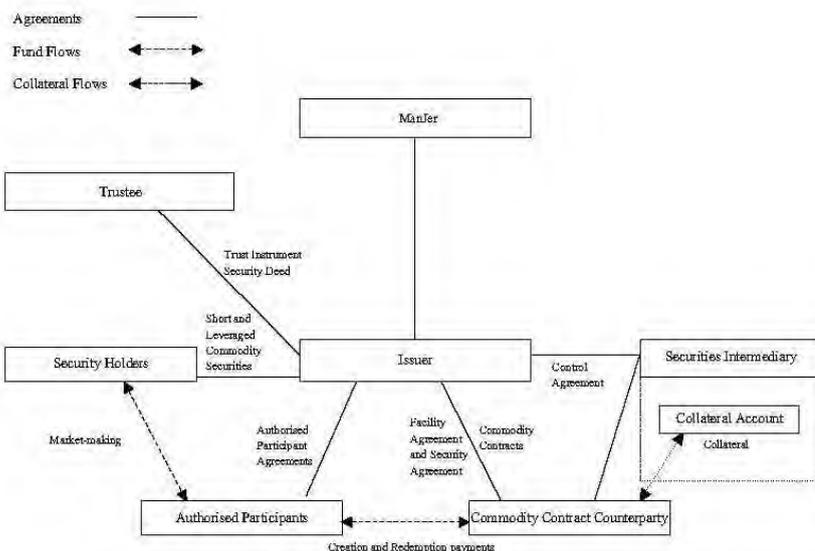 Agreements
Fund Flows
Collateral Flows
ManJer
Trustee
Trust Instrument
Security Deed
Short and
Leveraged
Commodity
Securities
Security Holders
Issuer
Securities Intermediary
Control
Agreement
Collateral Account
Collateral
Market-making
Authorised
Participant
Agreements
Facility
Agreement
and Security
Agreement
Commodity
Contracts
Authorised Participants
Commodity Contract Counterparty
Creation and Redemption payments